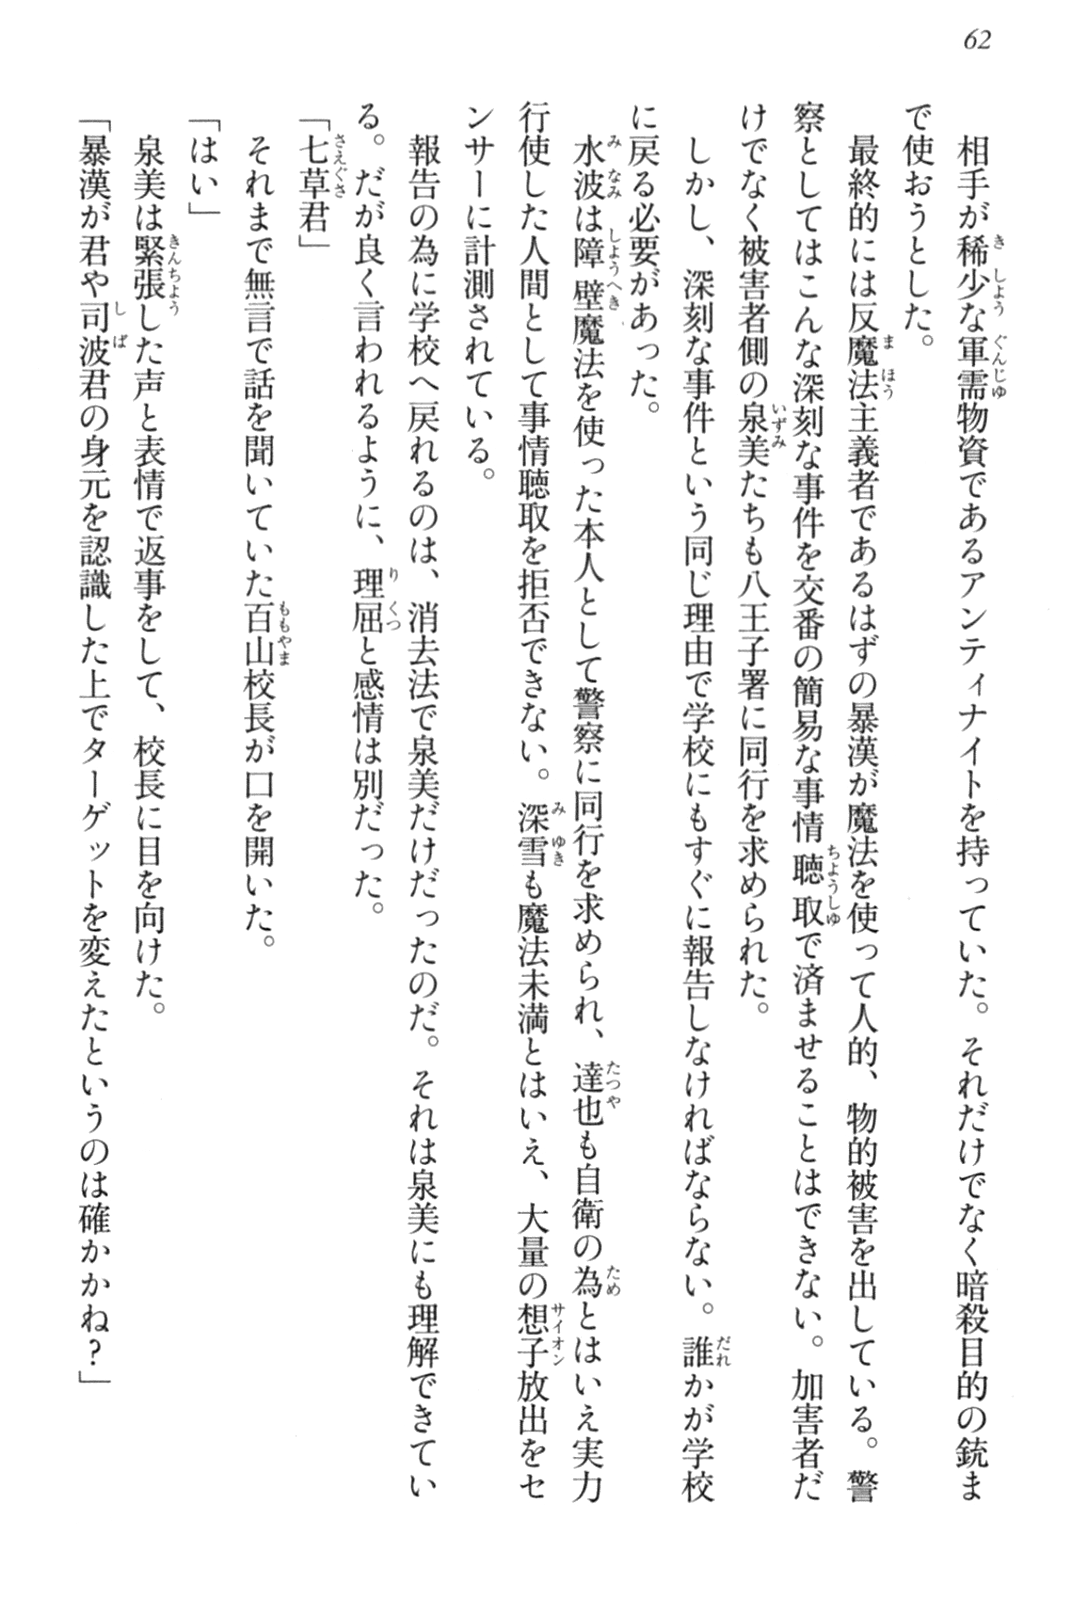 62
　相手が稀少な軍需物資であるアンティナイトを持っていた。それだけでなく暗殺目的の銃ま
で使おうとした。
　最終的には反魔法主義者であるはずの暴漢が魔法を使って人的、物的被害を出している。警
察としてはこんな深刻な事件を交番の簡易な事情聴取で済ませることはできない。加害者だ
けでなく被害者側の泉美たちも八王子署に同行を求められた。
　しかし、深刻な事件という同じ理由で学校にもすぐに報告しなければならない。誰かが学校
に戻る必要があった。
　水波は障壁魔法を使った本人として警察に同行を求められ、達也も自衛の為とはいえ実力
行使した人間として事情聴取を拒否できない。深雪も魔法未満とはいえ、大量の想子放出をセ
ンサーに計測されている。
　報告の為に学校へ戻れるのは、消去法で泉美だけだったのだ。それは泉美にも理解できてい
る。だが良く言われるように、理屈と感情は別だった。
「七草君」
　それまで無言で話を聞いていた百山校長が口を開いた。
「はい」
　泉美は緊張した声と表情で返事をして、校長に目を向けた。
「暴漢が君や司波君の身元を認識した上でターゲットを変えたというのは確かかね？」